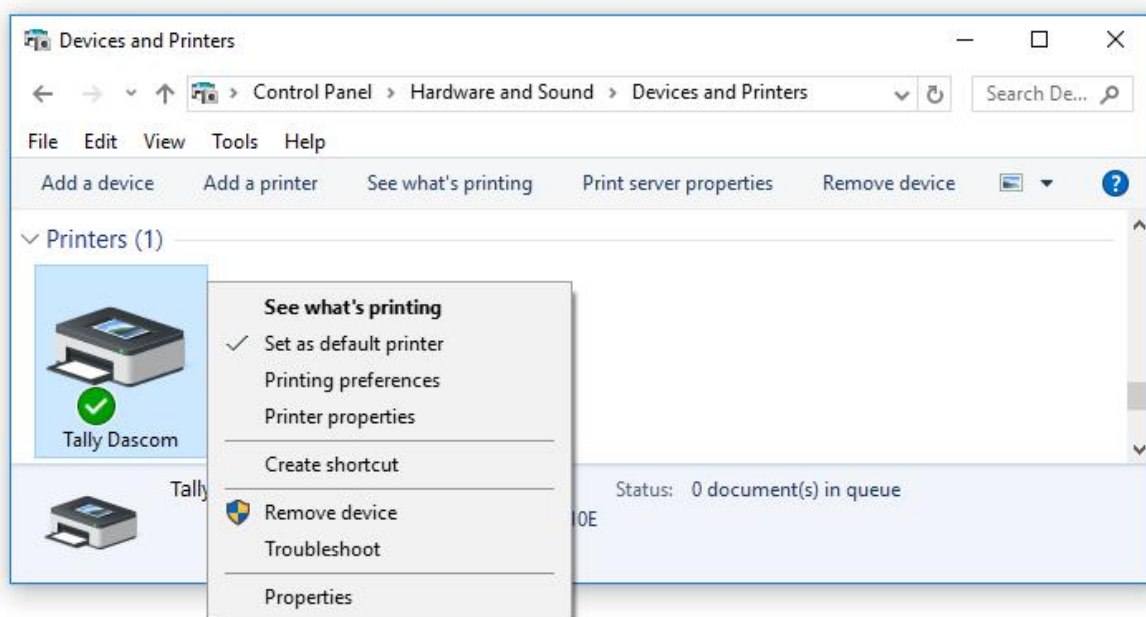 Devices and Printers
Control Panel > Hardware and Sound > Devices and Printers
Search De...
File Edit View Tools Help
Add a device Add a printer See what's printing Print server properties Remove device
?
Printers (1)
Tally Dascom
See what's printing
Set as default printer
Printing preferences
Printer properties
Create shortcut
Remove device
Troubleshoot
Properties
Tally
Status: 0 document(s) in queue